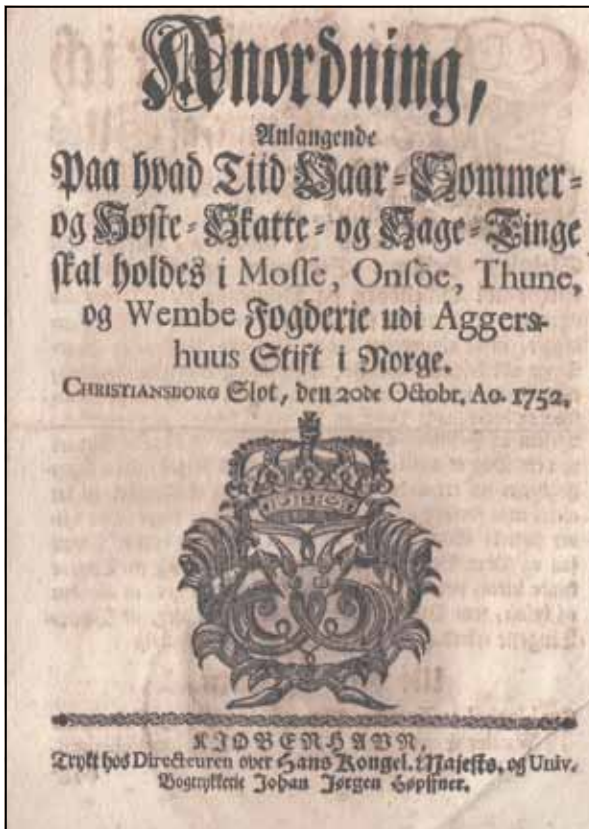 Anordning,
Anlangende
Paa hvad Tiid Vaar-Sommer-
og Høste-Skatte- og Sage-Tinge
skal holdes i Mosse, Onsöe, Thune,
og Wembe Fogderie udi Aggers-
huus Stift i Norge.
CHRISTIANSBORG Slot, den 20de Octobr. Ao. 1752.
KIØBENHAVN,
Trykt hos Directeuren over Hans Kongel. Majests. og Univ.
Bogtrykkerie Johan Jørgen Høpffner.